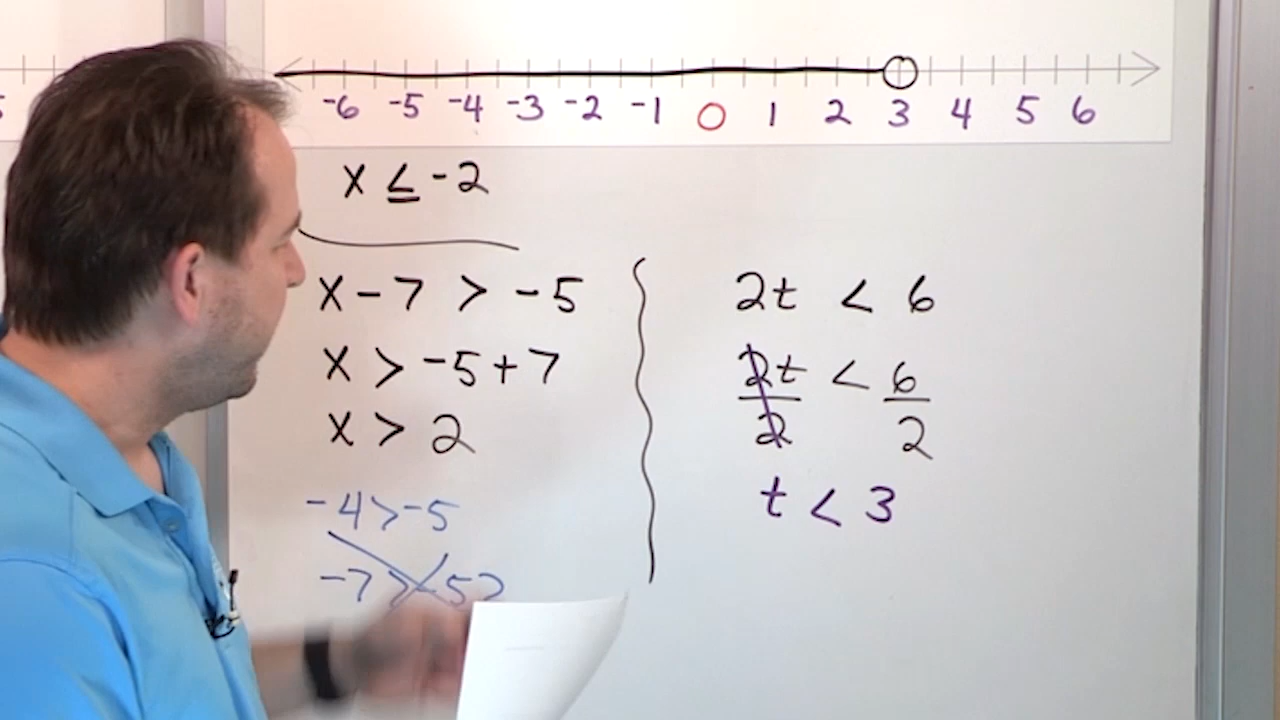 5
-6 -5 -4 -3 -2 -1 0 1 2 3 4 5 6
x ≤ -2
x - 7 > -5
x > -5 + 7
x > 2
-4 > -5
-7 > -5?
2t < 6
2t/2 < 6/2
t < 3